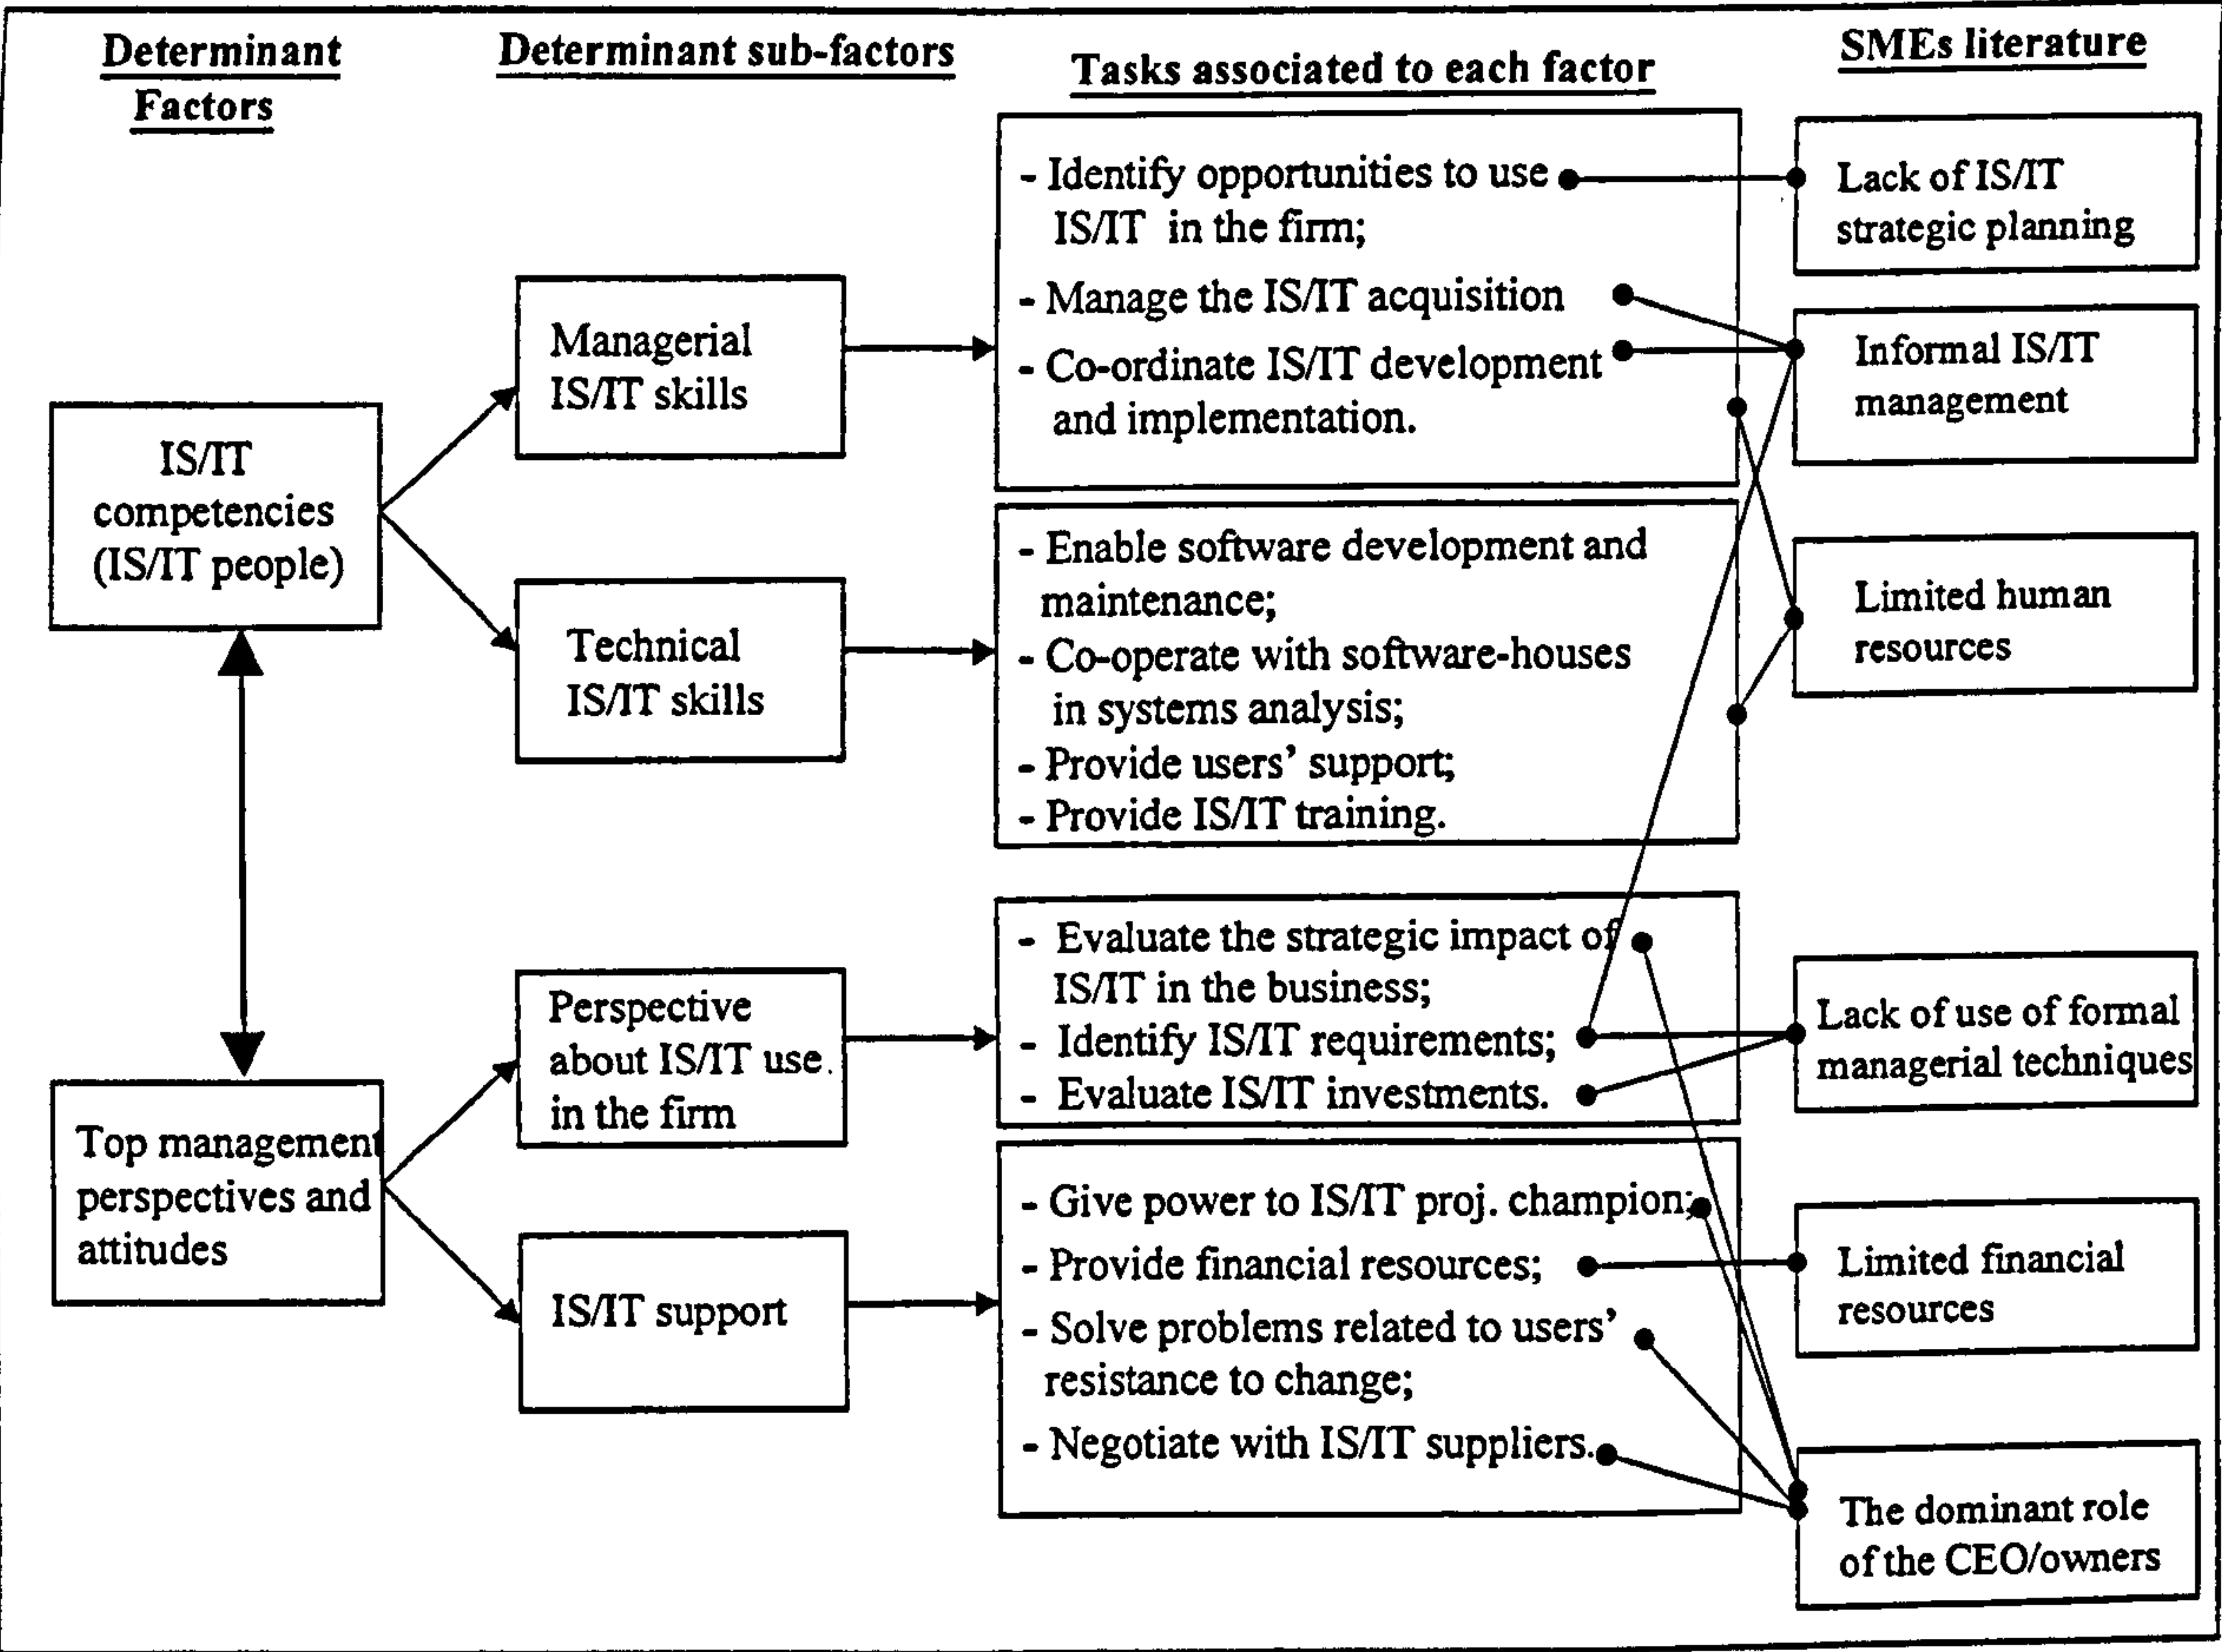 Determinant
Factors
Determinant sub-factors
Tasks associated to each factor
SMEs literature
IS/IT
competencies
(IS/IT people)
Top management
perspectives and
attitudes
Managerial
IS/IT skills
Technical
IS/IT skills
Perspective
about IS/IT use.
in the firm
IS/IT support
- Identify opportunities to use
IS/IT in the firm;
- Manage the IS/IT acquisition
- Co-ordinate IS/IT development
and implementation.
- Enable software development and
maintenance;
- Co-operate with software-houses
in systems analysis;
- Provide users' support;
- Provide IS/IT training.
- Evaluate the strategic impact of
IS/IT in the business;
- Identify IS/IT requirements;
- Evaluate IS/IT investments.
- Give power to IS/IT proj. champion;
- Provide financial resources;
- Solve problems related to users'
resistance to change;
- Negotiate with IS/IT suppliers.
Lack of IS/IT
strategic planning
Informal IS/IT
management
Limited human
resources
Lack of use of formal
managerial techniques
Limited financial
resources
The dominant role
of the CEO/owners